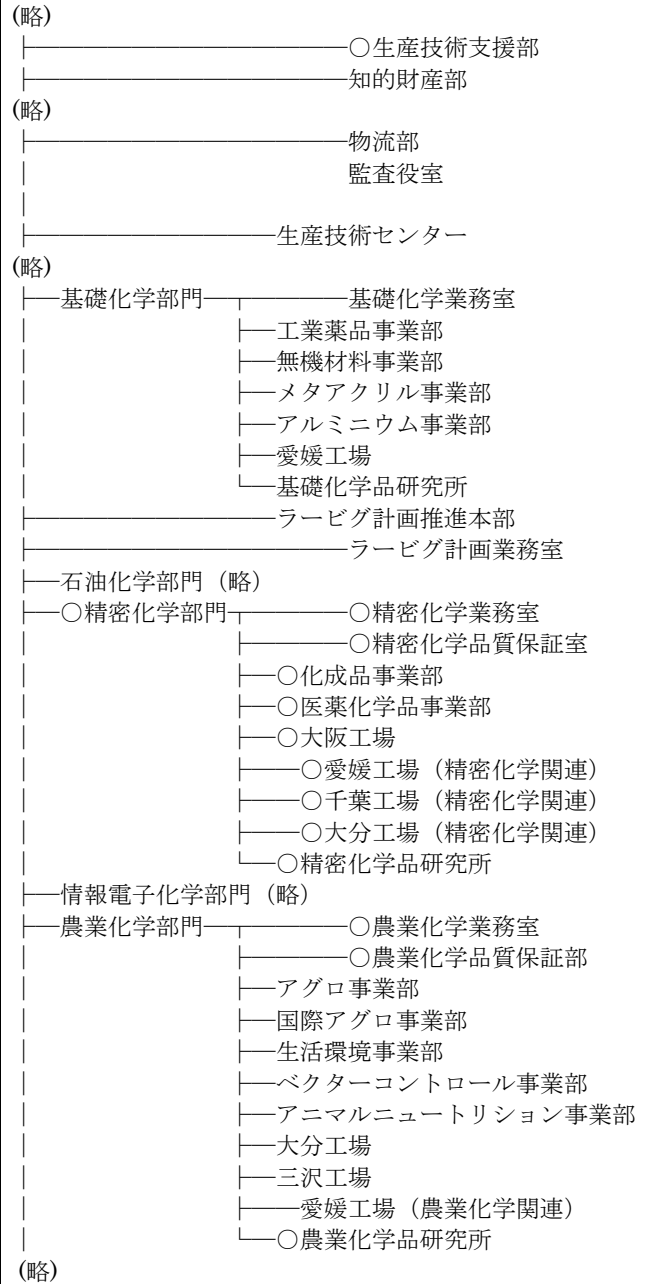 (略)
├─────────────○生産技術支援部
├─────────────知的財産部
(略)
├─────────────物流部
│　　　　　　　　　　　　　監査役室
│
├──────────生産技術センター
(略)
├─基礎化学部門─┬────基礎化学業務室
│　　　　　　　　├─工業薬品事業部
│　　　　　　　　├─無機材料事業部
│　　　　　　　　├─メタアクリル事業部
│　　　　　　　　├─アルミニウム事業部
│　　　　　　　　├─愛媛工場
│　　　　　　　　└─基礎化学品研究所
├──────────ラービグ計画推進本部
├─────────────ラービグ計画業務室
├─石油化学部門（略）
├─○精密化学部門┬────○精密化学業務室
│　　　　　　　　├────○精密化学品質保証室
│　　　　　　　　├─○化成品事業部
│　　　　　　　　├─○医薬化学品事業部
│　　　　　　　　├─○大阪工場
│　　　　　　　　├──○愛媛工場（精密化学関連）
│　　　　　　　　├──○千葉工場（精密化学関連）
│　　　　　　　　├──○大分工場（精密化学関連）
│　　　　　　　　└─○精密化学品研究所
├─情報電子化学部門（略）
├─農業化学部門─┬────○農業化学業務室
│　　　　　　　　├────○農業化学品質保証部
│　　　　　　　　├─アグロ事業部
│　　　　　　　　├─国際アグロ事業部
│　　　　　　　　├─生活環境事業部
│　　　　　　　　├─ベクターコントロール事業部
│　　　　　　　　├─アニマルニュートリション事業部
│　　　　　　　　├─大分工場
│　　　　　　　　├─三沢工場
│　　　　　　　　├──愛媛工場（農業化学関連）
│　　　　　　　　└─○農業化学品研究所
(略)